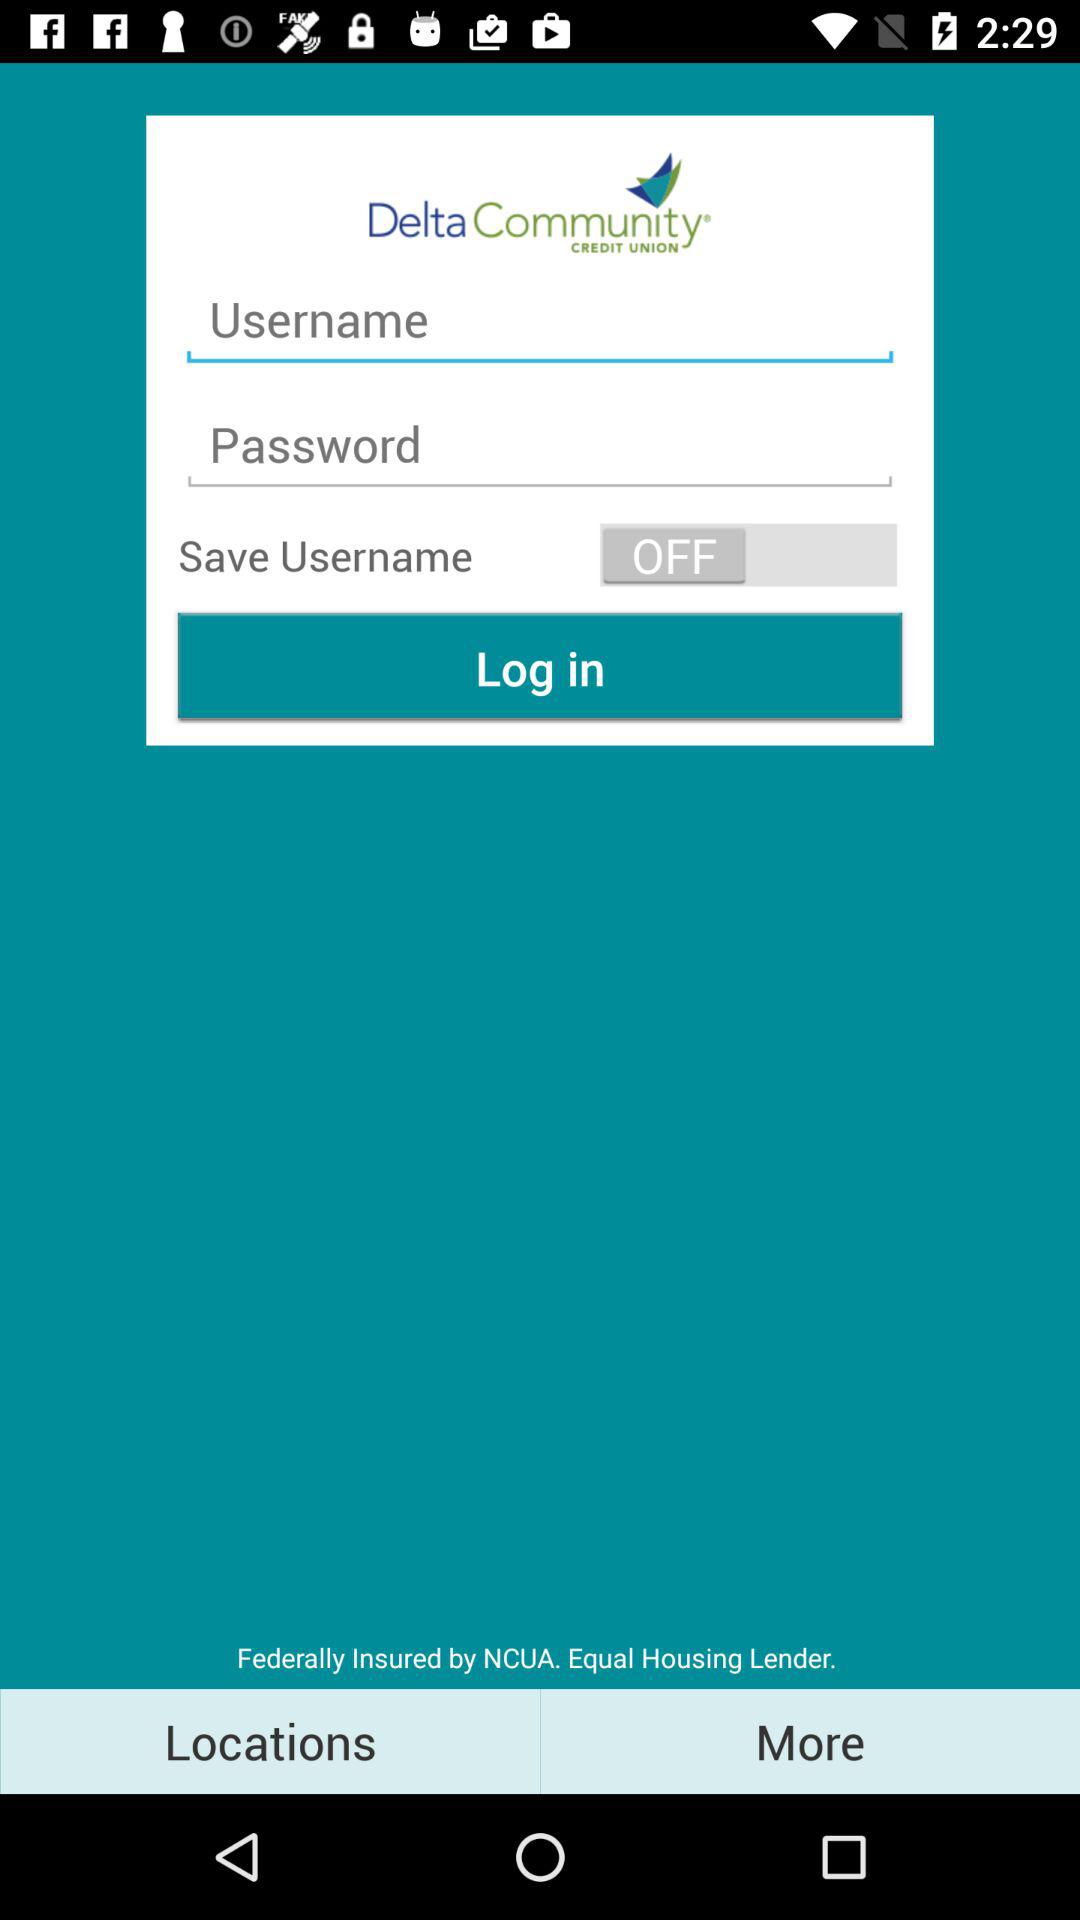 FAKE
2:29
Delta Community®
CREDIT UNION
Username
Password
Save Username
OFF
Log in
Federally Insured by NCUA. Equal Housing Lender.
Locations
More